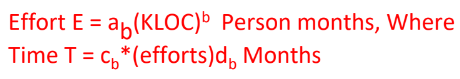 Effort E = ab(KLOC)ᵇ Person months, Where
Time T = cb*(efforts)db Months